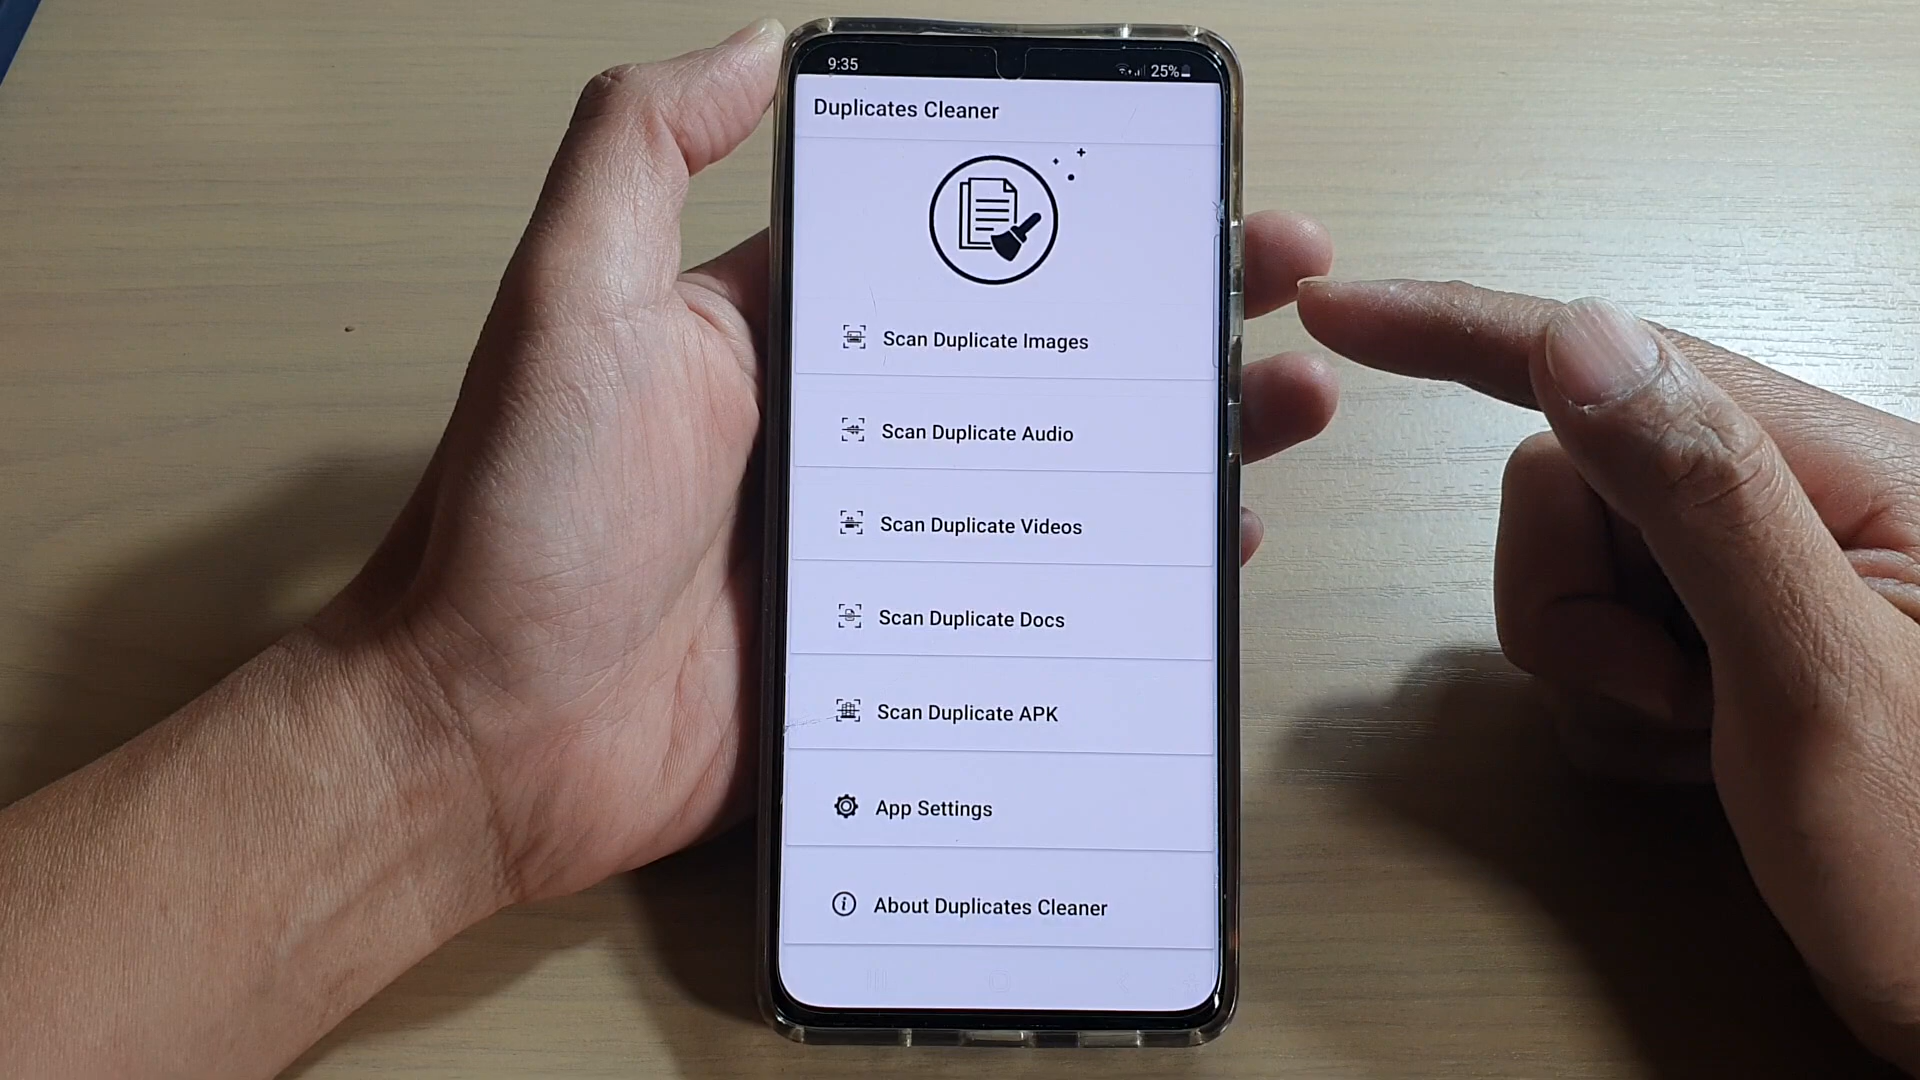 9:35
25%
Duplicates Cleaner
Scan Duplicate Images
Scan Duplicate Audio
Scan Duplicate Videos
Scan Duplicate Docs
Scan Duplicate APK
App Settings
About Duplicates Cleaner